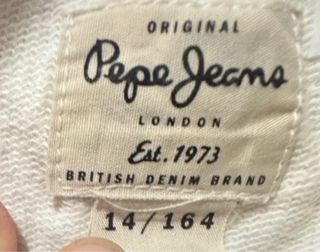 ORIGINAL
Pepe Jeans
LONDON
Est. 1973
BRITISH DENIM BRAND
14/164